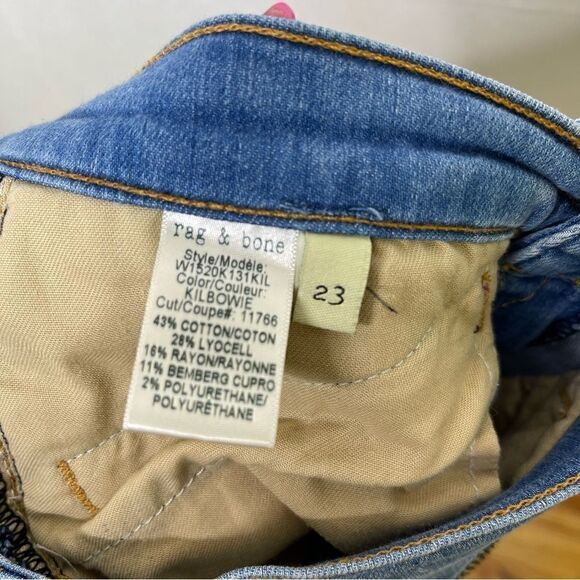 rag & bone
Style/Modèle:
W1520K131KIL
Color/Couleur:
KILBOWIE
Cut/Coupe#: 11766
43% COTTON/COTON
28% LYOCELL
16% RAYON/RAYONNE
11% BEMBERG CUPRO
2% POLYURETHANE/
POLYURÉTHANE
23